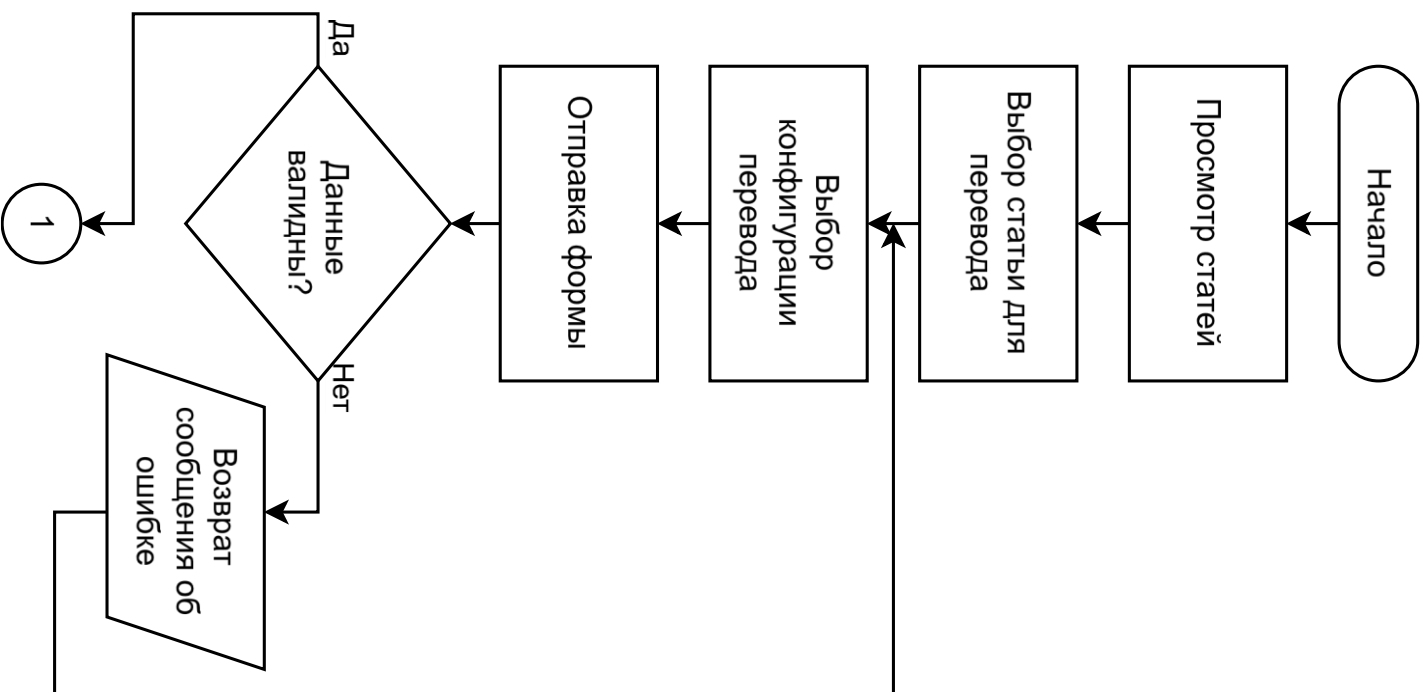 Начало
Просмотр статей
Выбор статьи для
перевода
Выбор
конфигурации
перевода
Отправка формы
Данные
валидны?
Да
Нет
Возврат
сообщения об
ошибке
1